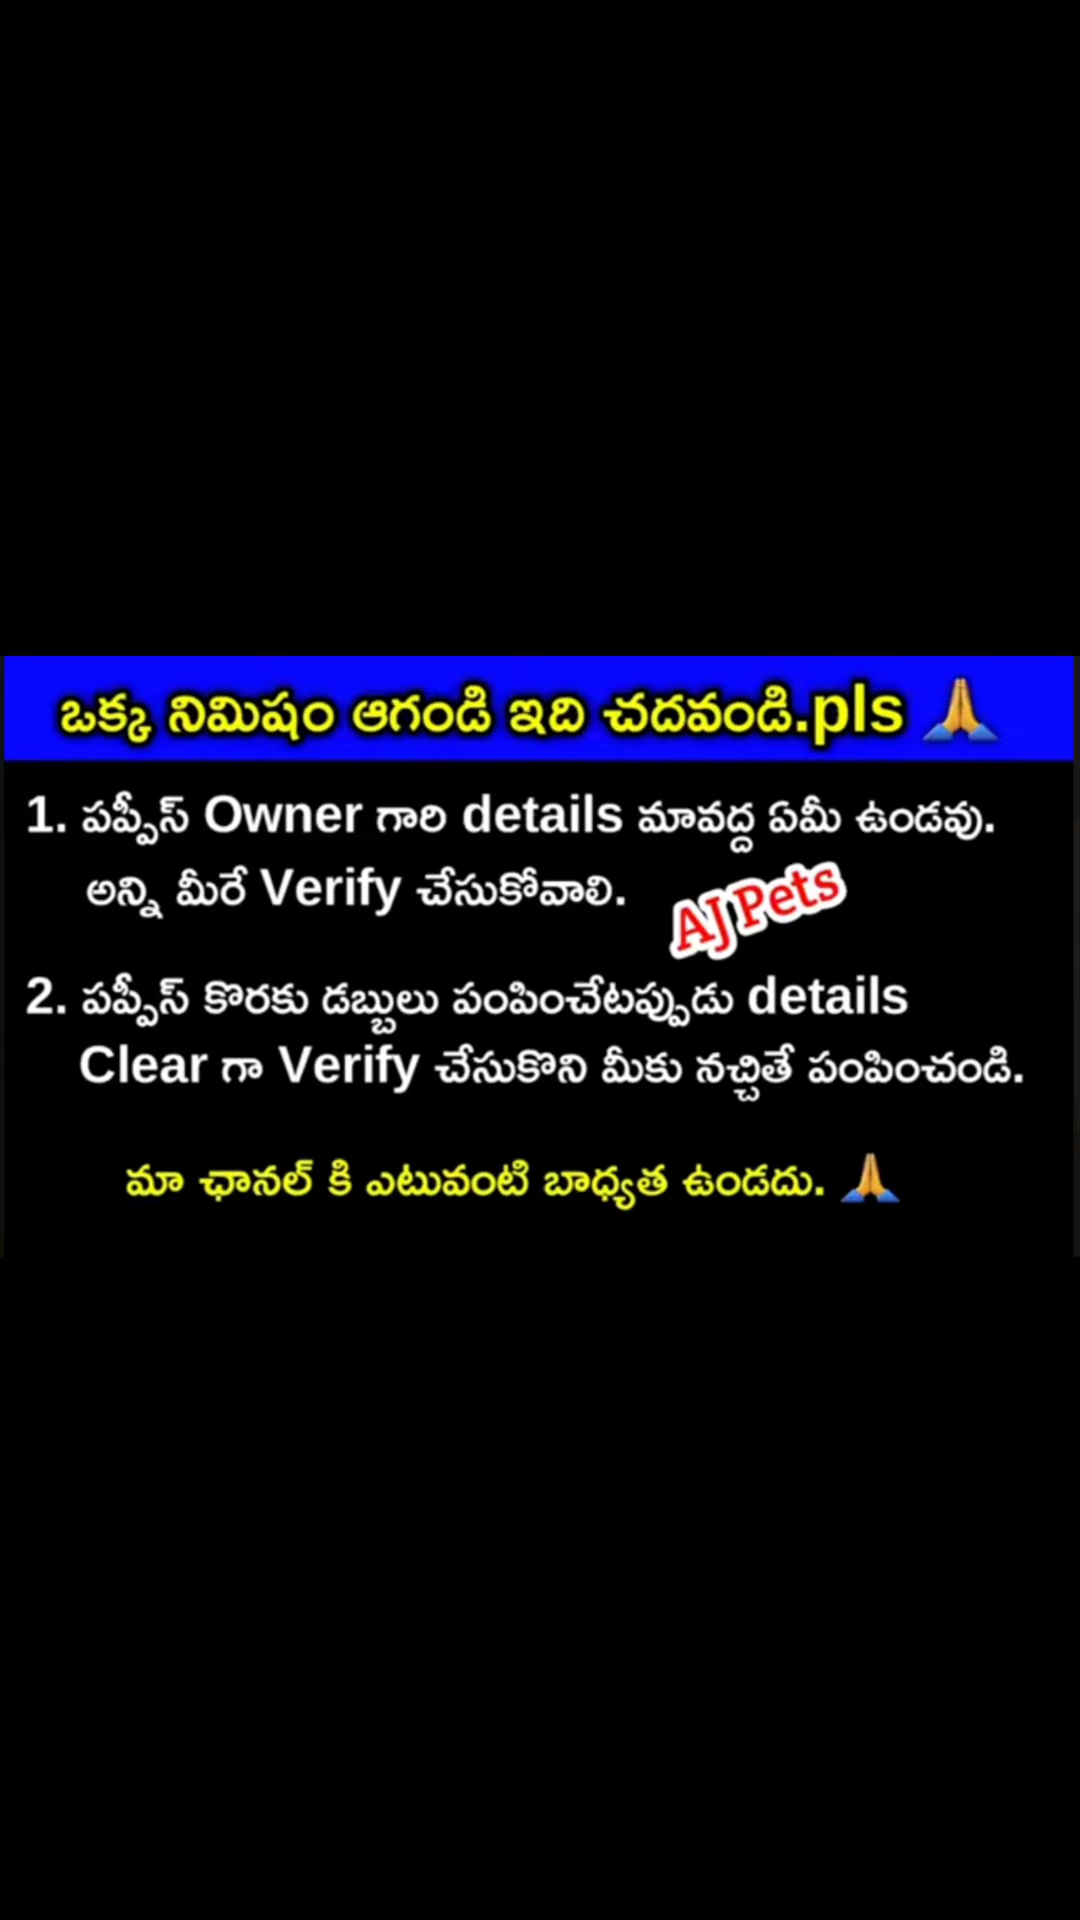 ఒక్క నిమిషం ఆగండి ఇది చదవండి.pls 🙏
1. పప్పీస్ Owner గారి details మావద్ద ఏమీ ఉండవు.
అన్ని మీరే Verify చేసుకోవాలి.
AJ Pets
2. పప్పీస్ కొరకు డబ్బులు పంపించేటప్పుడు details
Clear గా Verify చేసుకొని మీకు నచ్చితే పంపించండి.
మా ఛానల్ కి ఎటువంటి బాధ్యత ఉండదు. 🙏